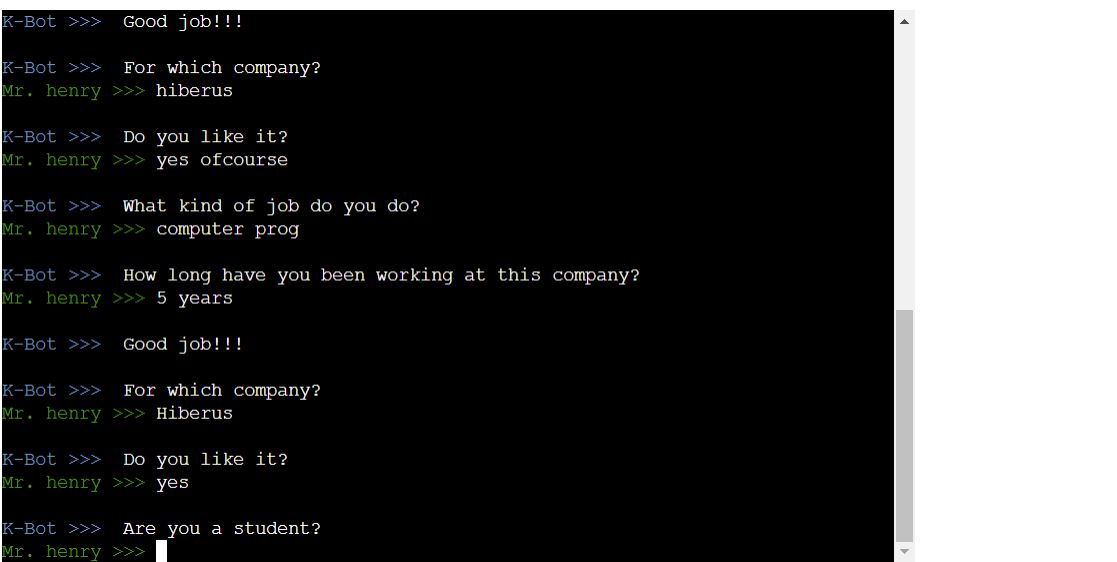 K-Bot >>>  Good job!!!
K-Bot >>>  For which company?
Mr. henry >>> hiberus
K-Bot >>>  Do you like it?
Mr. henry >>> yes ofcourse
K-Bot >>>  What kind of job do you do?
Mr. henry >>> computer prog
K-Bot >>>  How long have you been working at this company?
Mr. henry >>> 5 years
K-Bot >>>  Good job!!!
K-Bot >>>  For which company?
Mr. henry >>> Hiberus
K-Bot >>>  Do you like it?
Mr. henry >>> yes
K-Bot >>>  Are you a student?
Mr. henry >>>